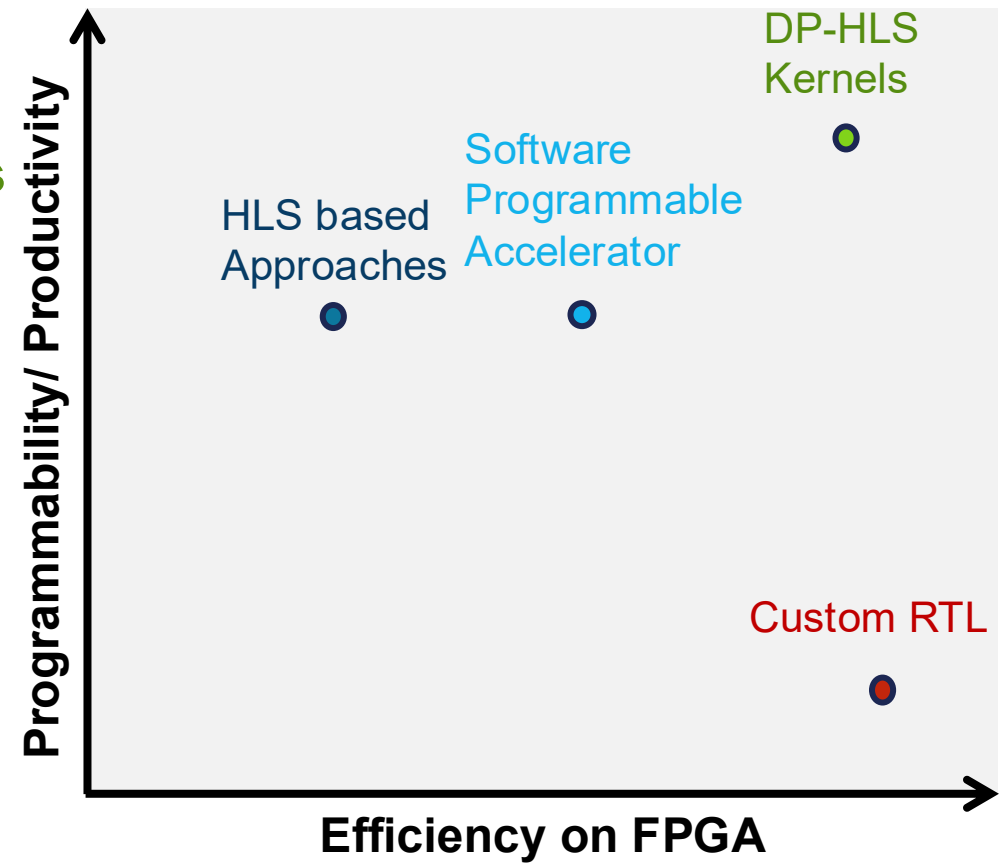 DP-HLS
Kernels
Software
Programmable
Accelerator
HLS based
Approaches
Custom RTL
Programmability/ Productivity
Efficiency on FPGA